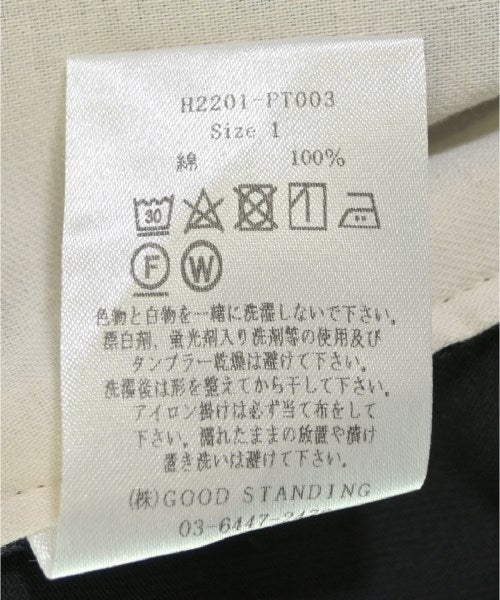 H2201-PT003
Size 1
綿 100%
30
F W
色物と白物を一緒に洗濯しないで下さい。
漂白剤、蛍光剤入り洗剤等の使用及び
タンブラー乾燥は避けて下さい。
洗濯後は形を整えてから干して下さい。
アイロン掛けは必ず当て布をして
下さい。濡れたままの放置や漬け
置き洗いは避けて下さい。
(株)GOOD STANDING